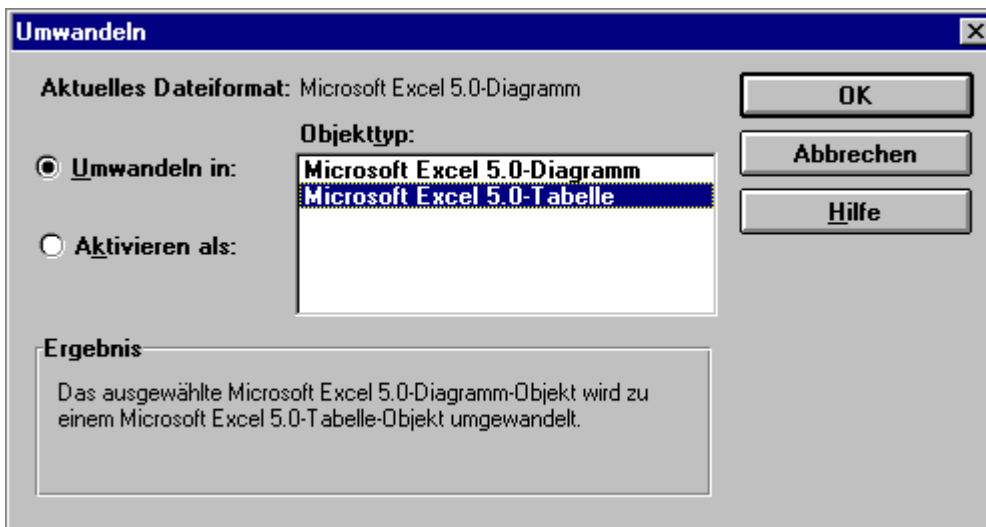 Umwandeln
Aktuelles Dateiformat: Microsoft Excel 5.0-Diagramm
Objekttyp:
Umwandeln in:
Microsoft Excel 5.0-Diagramm
Microsoft Excel 5.0-Tabelle
Aktivieren als:
OK
Abbrechen
Hilfe
Ergebnis
Das ausgewählte Microsoft Excel 5.0-Diagramm-Objekt wird zu
einem Microsoft Excel 5.0-Tabelle-Objekt umgewandelt.